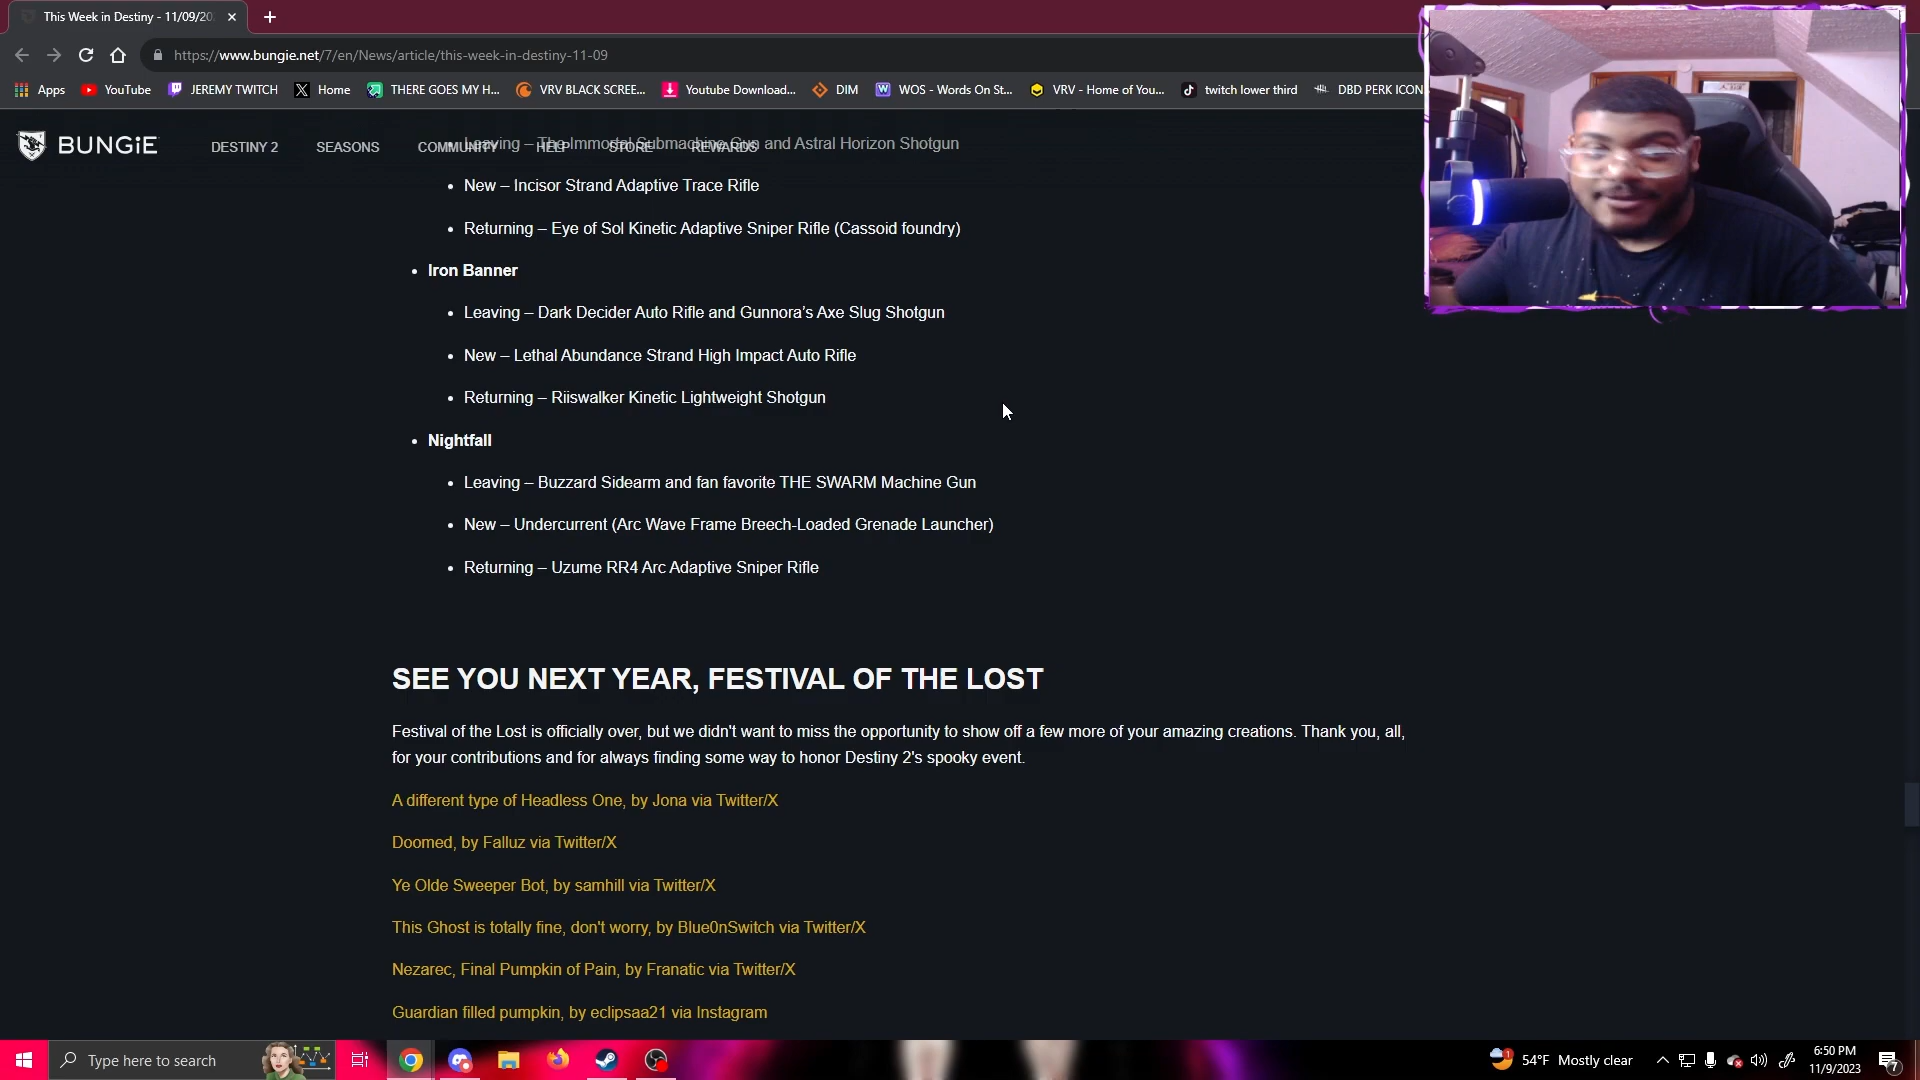 This Week in Destiny - 11/09/20
https://www.bungie.net/7/en/News/article/this-week-in-destiny-11-09
Apps YouTube JEREMY TWITCH Home THERE GOES MY H... VRV BLACK SCREE... Youtube Download... DIM WOS - Words On St... VRV - Home of You... twitch lower third DBD PERK ICON
BUNGiE DESTINY 2 SEASONS COMMUNITY HELP STORE REWARDS
Leaving – The Immortal Submachine Gun and Astral Horizon Shotgun
New – Incisor Strand Adaptive Trace Rifle
Returning – Eye of Sol Kinetic Adaptive Sniper Rifle (Cassoid foundry)
Iron Banner
Leaving – Dark Decider Auto Rifle and Gunnora's Axe Slug Shotgun
New – Lethal Abundance Strand High Impact Auto Rifle
Returning – Riiswalker Kinetic Lightweight Shotgun
Nightfall
Leaving – Buzzard Sidearm and fan favorite THE SWARM Machine Gun
New – Undercurrent (Arc Wave Frame Breech-Loaded Grenade Launcher)
Returning – Uzume RR4 Arc Adaptive Sniper Rifle
SEE YOU NEXT YEAR, FESTIVAL OF THE LOST
Festival of the Lost is officially over, but we didn't want to miss the opportunity to show off a few more of your amazing creations. Thank you, all,
for your contributions and for always finding some way to honor Destiny 2's spooky event.
A different type of Headless One, by Jona via Twitter/X
Doomed, by Falluz via Twitter/X
Ye Olde Sweeper Bot, by samhill via Twitter/X
This Ghost is totally fine, don't worry, by Blue0nSwitch via Twitter/X
Nezarec, Final Pumpkin of Pain, by Franatic via Twitter/X
Guardian filled pumpkin, by eclipsaa21 via Instagram
Type here to search
1
54°F Mostly clear
6:50 PM
11/9/2023
7